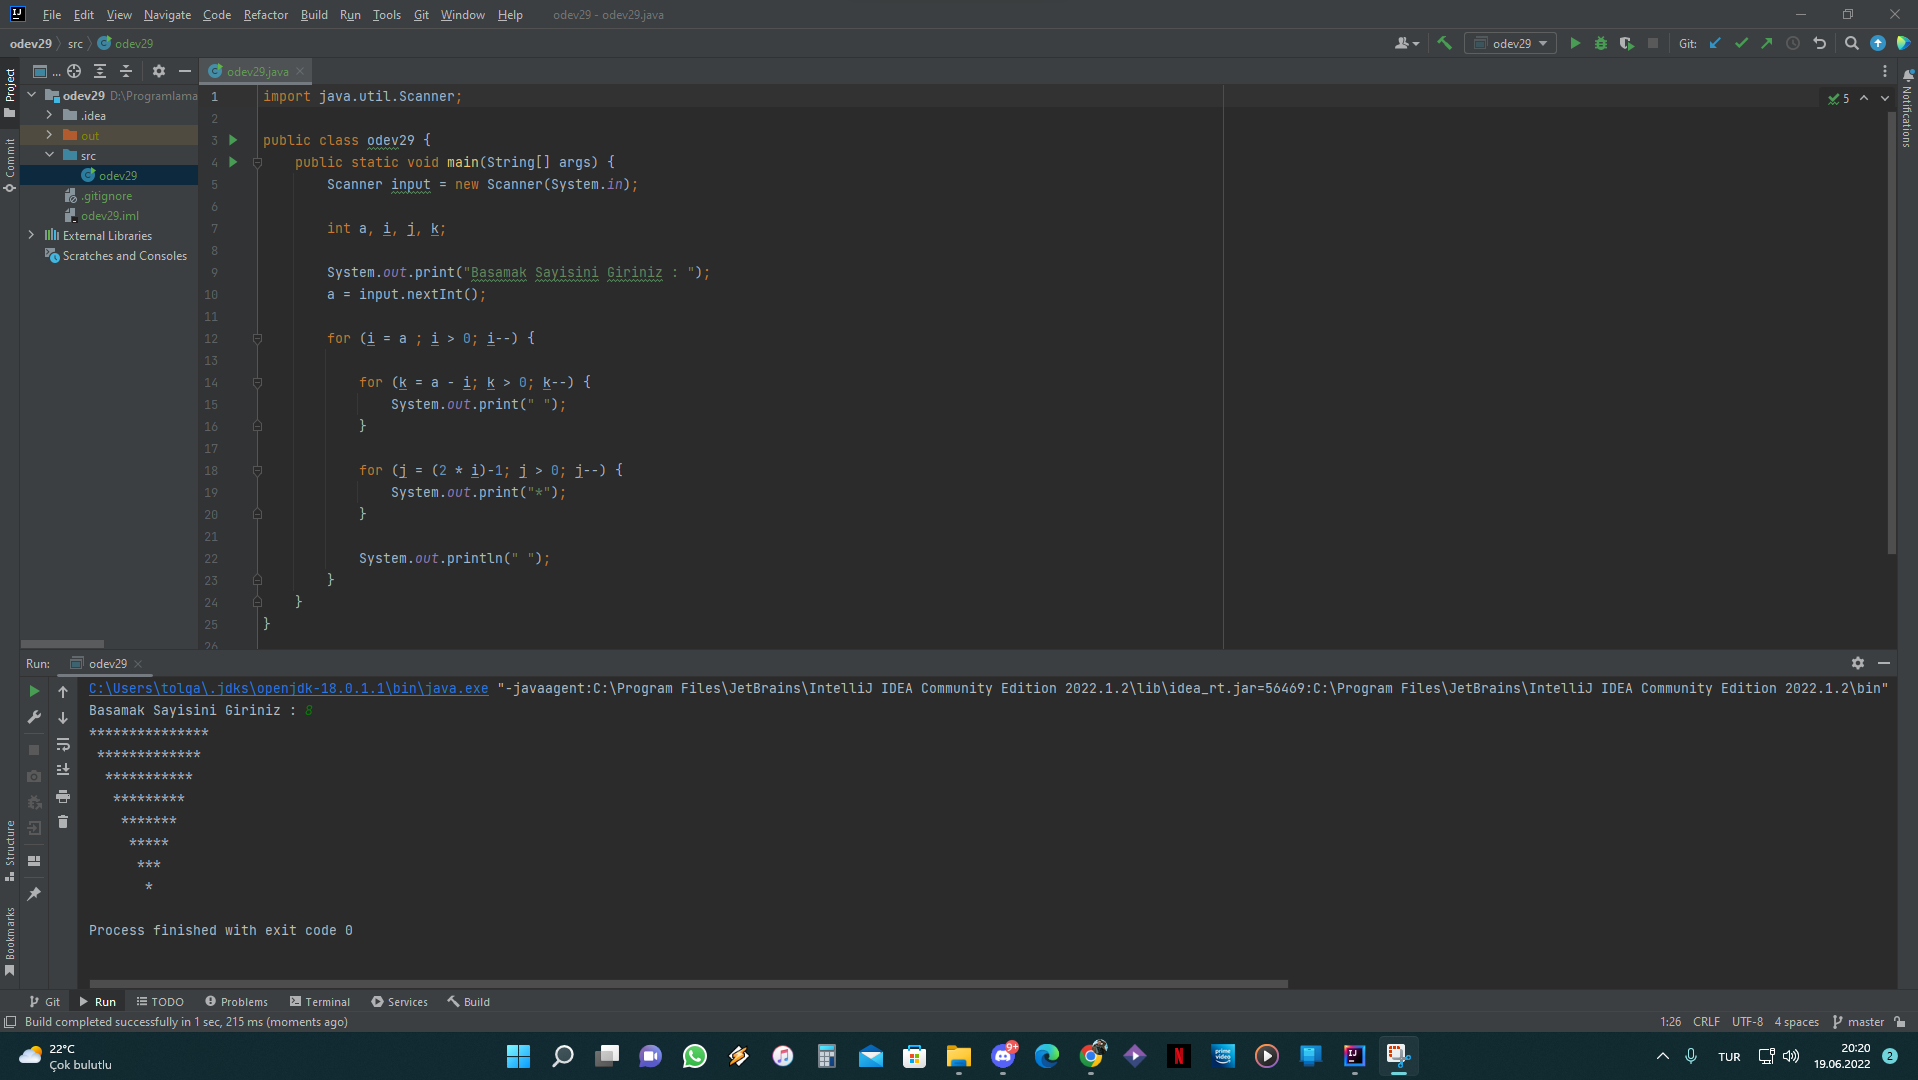 File Edit View Navigate Code Refactor Build Run Tools Git Window Help odev29 - odev29.java
odev29 src odev29
odev29 Git:
Project
... odev29.java
odev29 D:\Programlama
.idea
out
src
odev29
.gitignore
odev29.iml
External Libraries
Scratches and Consoles
Commit
5
Notifications
1 import java.util.Scanner;
2
3 public class odev29 {
4 public static void main(String[] args) {
5 Scanner input = new Scanner(System.in);
6
7 int a, i, j, k;
8
9 System.out.print("Basamak Sayisini Giriniz : ");
10 a = input.nextInt();
11
12 for (i = a ; i > 0; i--) {
13
14 for (k = a - i; k > 0; k--) {
15 System.out.print(" ");
16 }
17
18 for (j = (2 * i)-1; j > 0; j--) {
19 System.out.print("*");
20 }
21
22 System.out.println(" ");
23 }
24 }
25 }
26
Run: odev29
C:\Users\tolga\.jdks\openjdk-18.0.1.1\bin\java.exe "-javaagent:C:\Program Files\JetBrains\IntelliJ IDEA Community Edition 2022.1.2\lib\idea_rt.jar=56469:C:\Program Files\JetBrains\IntelliJ IDEA Community Edition 2022.1.2\bin"
Basamak Sayisini Giriniz : 8
***************
 *************
  ***********
   *********
    *******
     *****
      ***
       *
Process finished with exit code 0
Structure
Bookmarks
Git Run TODO Problems Terminal Services Build
Build completed successfully in 1 sec, 215 ms (moments ago) 1:26 CRLF UTF-8 4 spaces master
22°C
Çok bulutlu
9+
prime video
N
IJ
TUR
20:20
19.06.2022
2